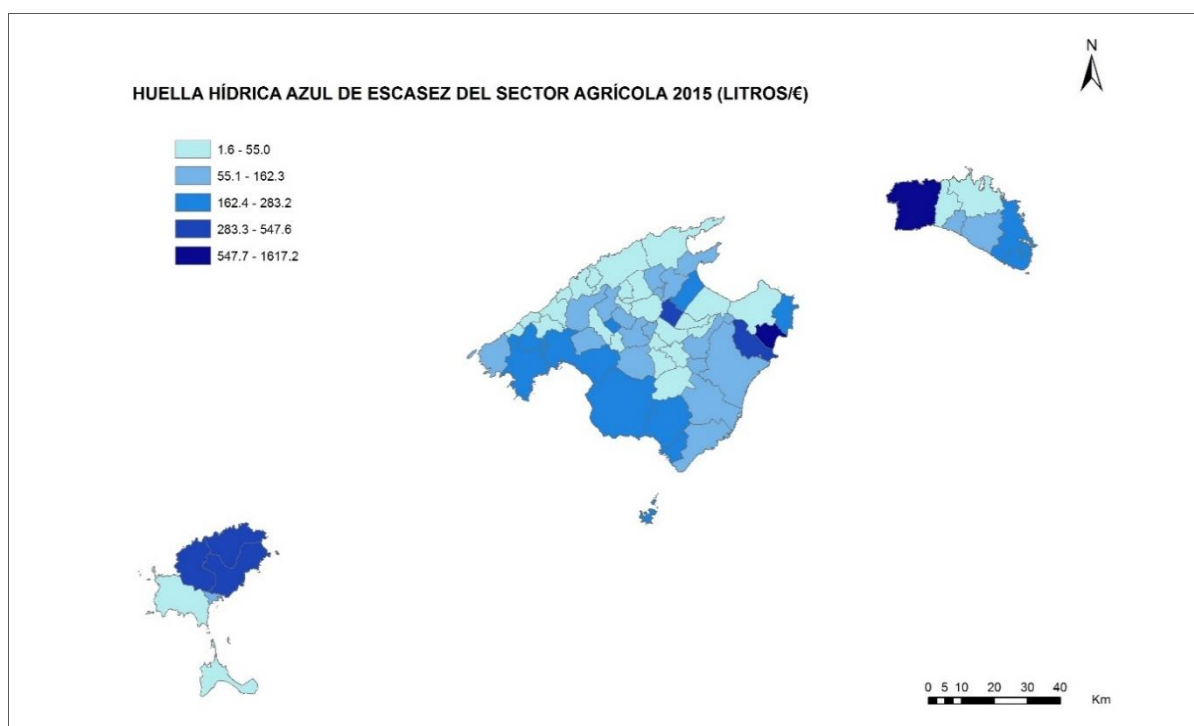 N
HUELLA HÍDRICA AZUL DE ESCASEZ DEL SECTOR AGRÍCOLA 2015 (LITROS/€)
1.6 - 55.0
55.1 - 162.3
162.4 - 283.2
283.3 - 547.6
547.7 - 1617.2
0 5 10 20 30 40
Km